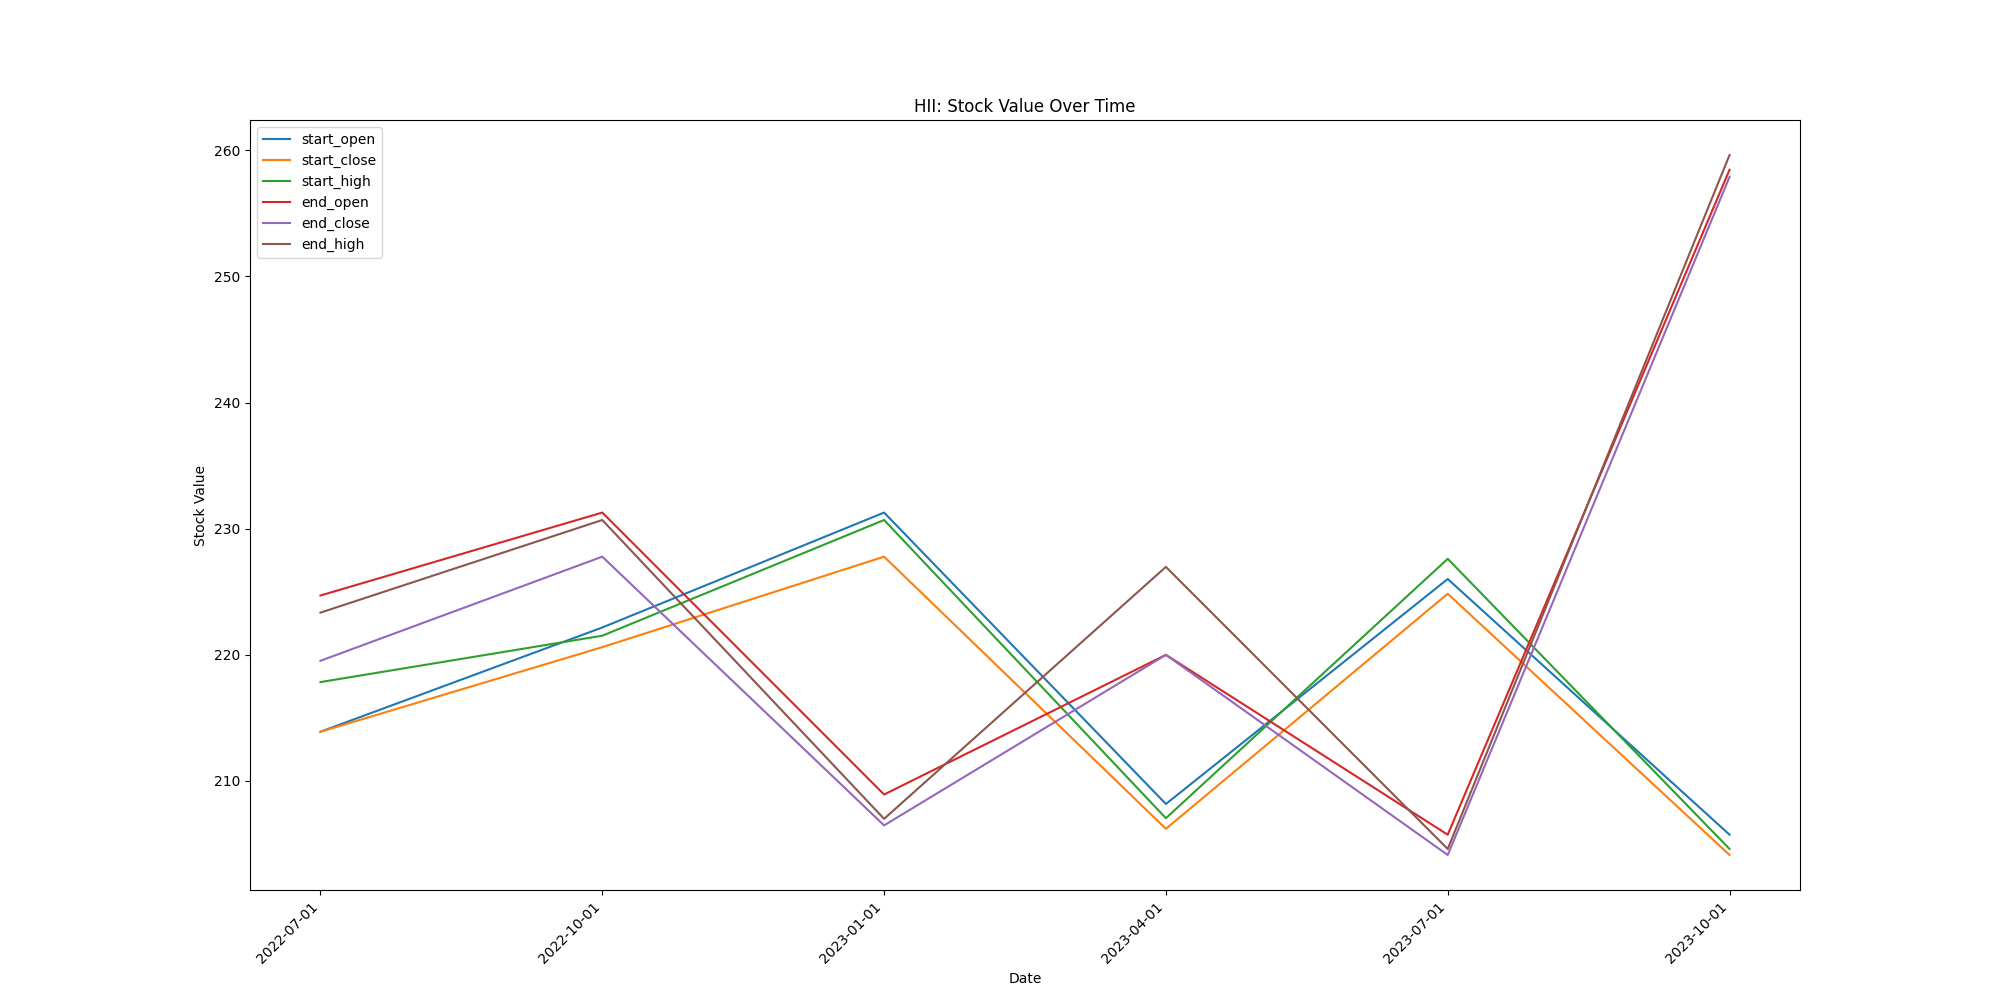 HII: Stock Value Over Time
start_open
start_close
start_high
end_open
end_close
end_high
260
250
240
230
220
210
Stock Value
2022-07-01
2022-10-01
2023-01-01
2023-04-01
2023-07-01
2023-10-01
Date